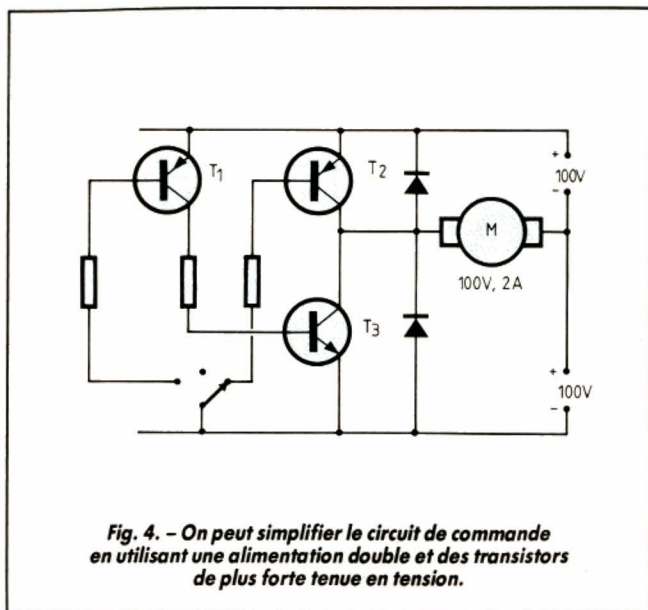 T1
T2
+
100V
-
M
100V, 2A
T3
+
100V
-
Fig. 4. – On peut simplifier le circuit de commande
en utilisant une alimentation double et des transistors
de plus forte tenue en tension.